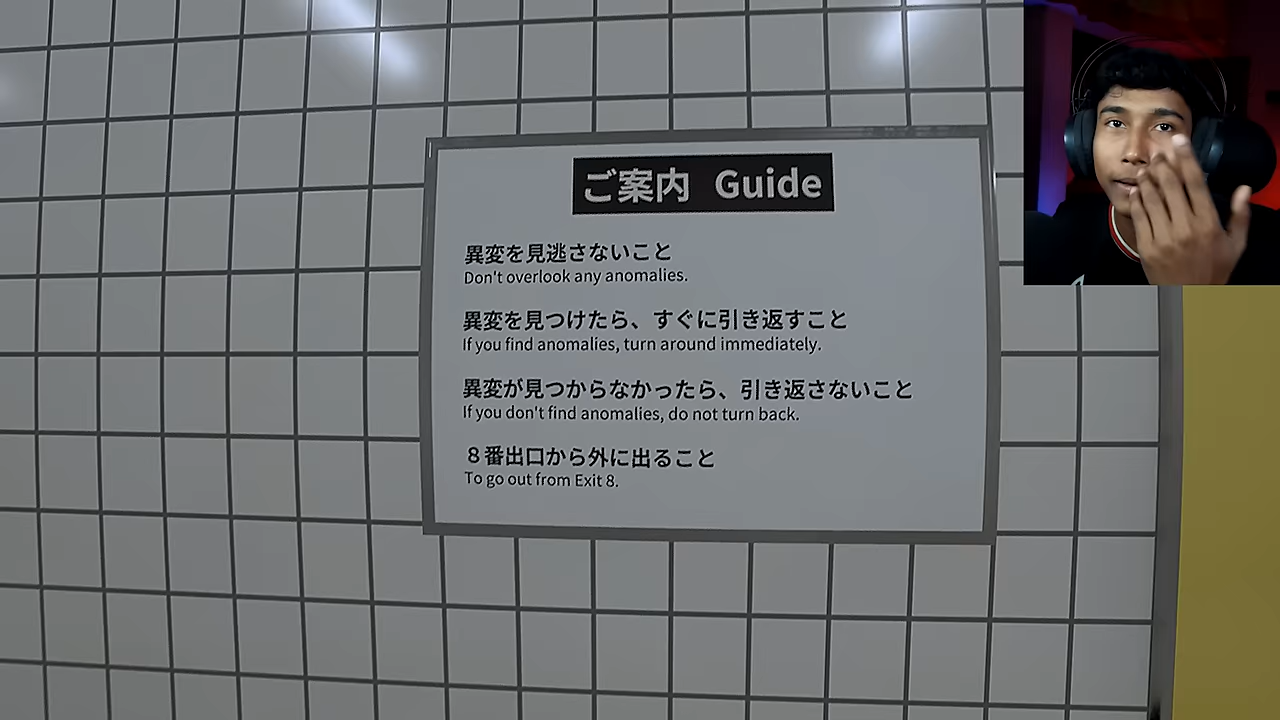 ご案内 Guide
異変を見逃さないこと
Don't overlook any anomalies.
異変を見つけたら、すぐに引き返すこと
If you find anomalies, turn around immediately.
異変が見つからなかったら、引き返さないこと
If you don't find anomalies, do not turn back.
８番出口から外に出ること
To go out from Exit 8.